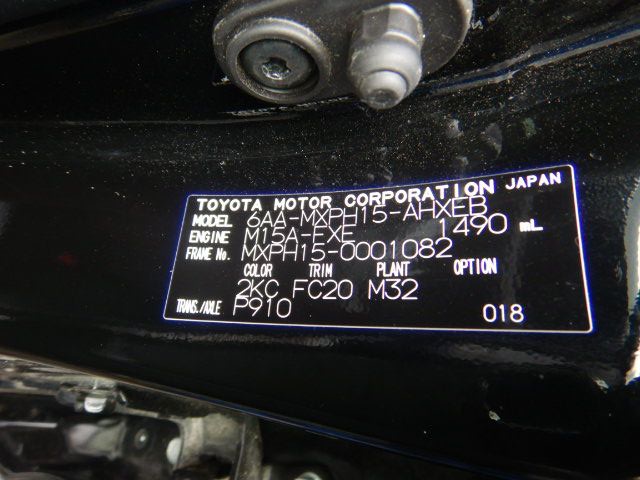 TOYOTA MOTOR CORPORATION JAPAN
MODEL 6AA-MXPH15-AHXEB
ENGINE M15A-FXE 1490 mL
FRAME No. MXPH15-0001082
COLOR TRIM PLANT OPTION
2KC FC20 M32
TRANS./AXLE P910 018